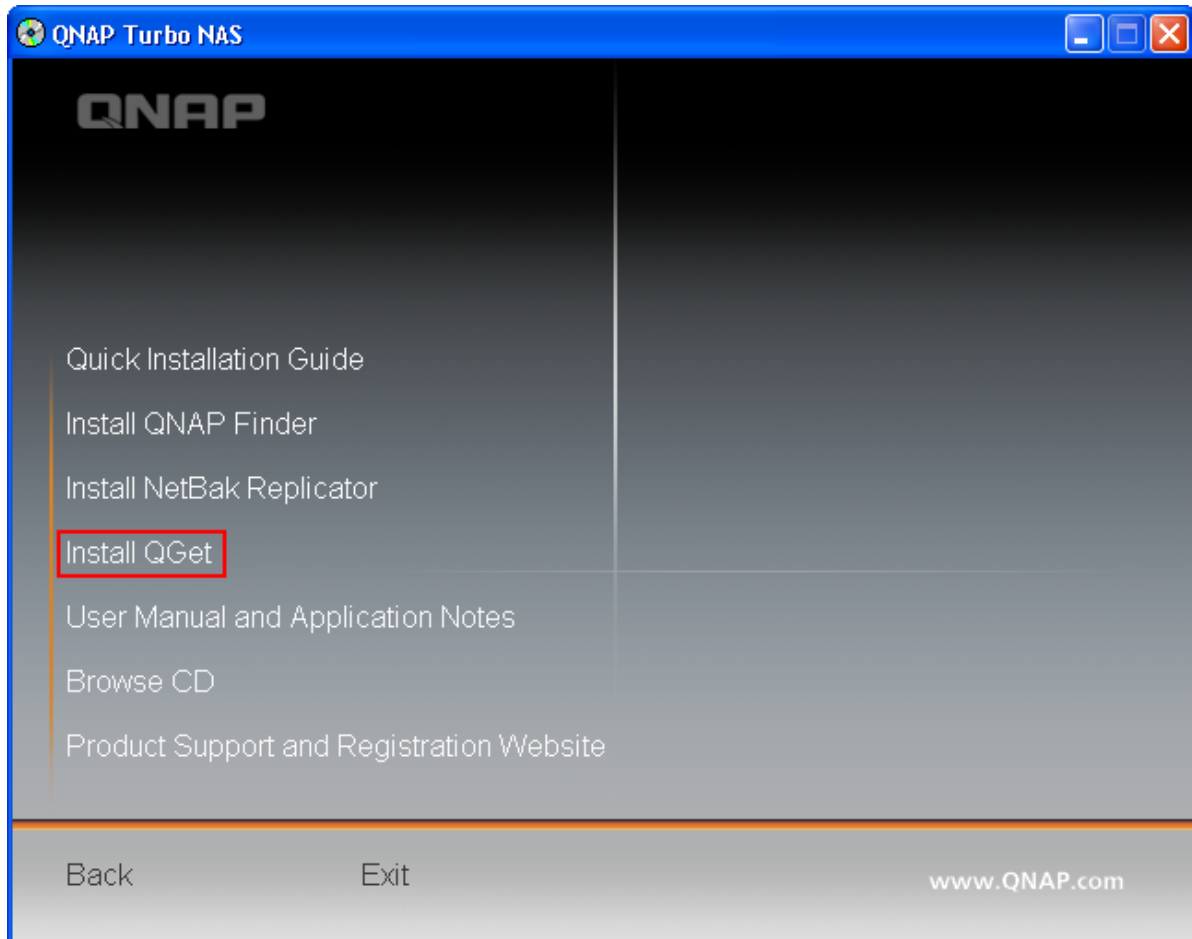 QNAP Turbo NAS
QNAP
Quick Installation Guide
Install QNAP Finder
Install NetBak Replicator
Install QGet
User Manual and Application Notes
Browse CD
Product Support and Registration Website
Back Exit www.QNAP.com